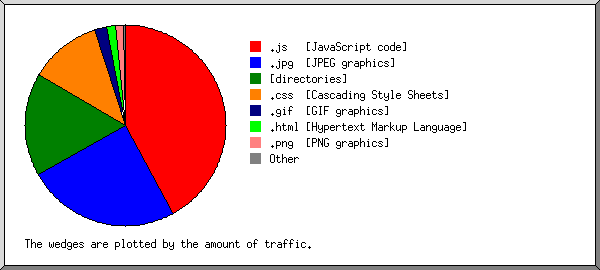 .js [JavaScript code]
.jpg [JPEG graphics]
[directories]
.css [Cascading Style Sheets]
.gif [GIF graphics]
.html [Hypertext Markup Language]
.png [PNG graphics]
Other
The wedges are plotted by the amount of traffic.